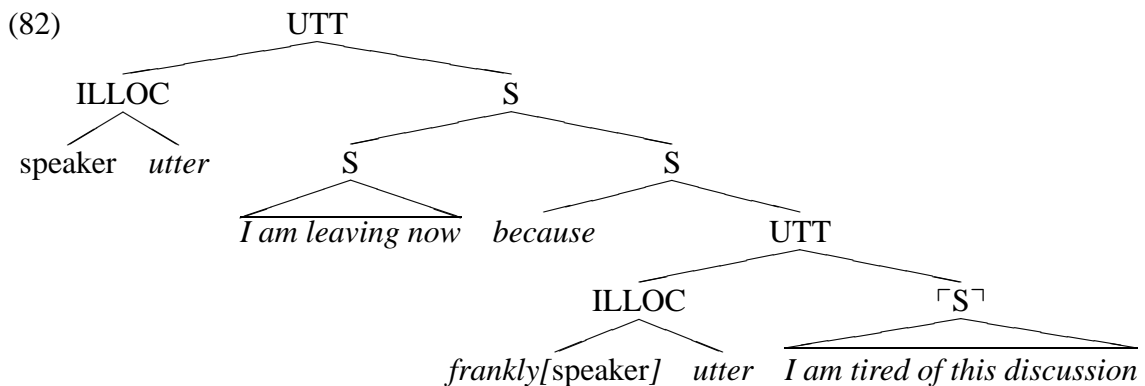 (82) UTT
ILLOC S
speaker utter S S
I am leaving now because UTT
ILLOC ⌜S⌝
frankly[speaker] utter I am tired of this discussion